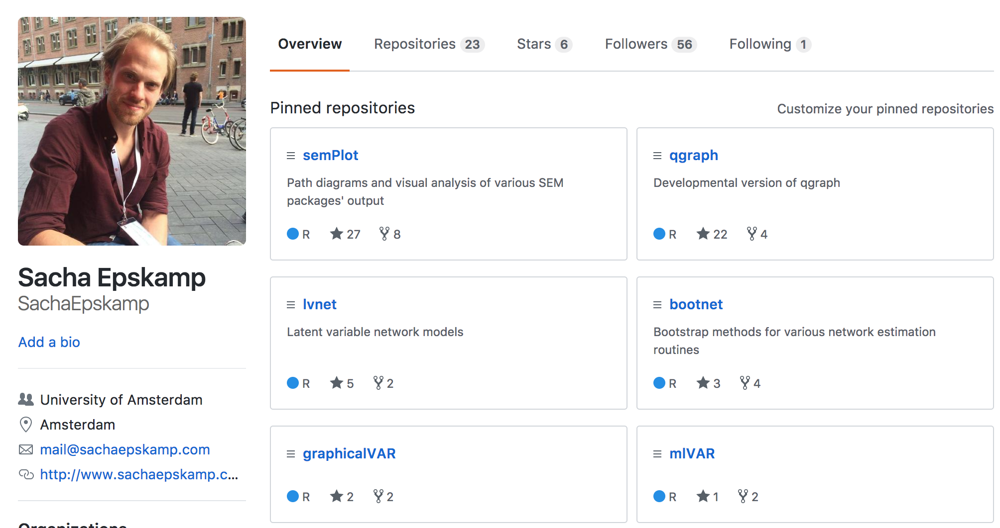 Overview
Repositories 23
Stars 6
Followers 56
Following 1
Pinned repositories
Customize your pinned repositories
semPlot
Path diagrams and visual analysis of various SEM
packages' output
R 27 8
qgraph
Developmental version of qgraph
R 22 4
lvnet
Latent variable network models
R 5 2
bootnet
Bootstrap methods for various network estimation
routines
R 3 4
graphicalVAR
R 2 2
mlVAR
R 1 2
Sacha Epskamp
SachaEpskamp
Add a bio
University of Amsterdam
Amsterdam
mail@sachaepskamp.com
http://www.sachaepskamp.c...
Organizations